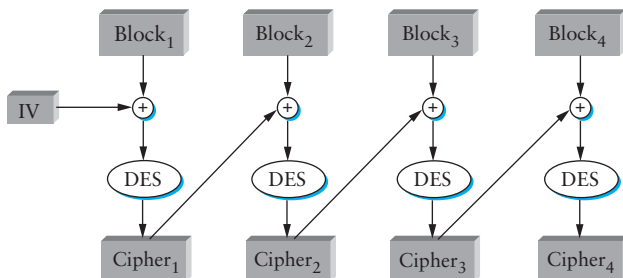 Block₁ Block₂ Block₃ Block₄
IV + + + +
DES DES DES DES
Cipher₁ Cipher₂ Cipher₃ Cipher₄